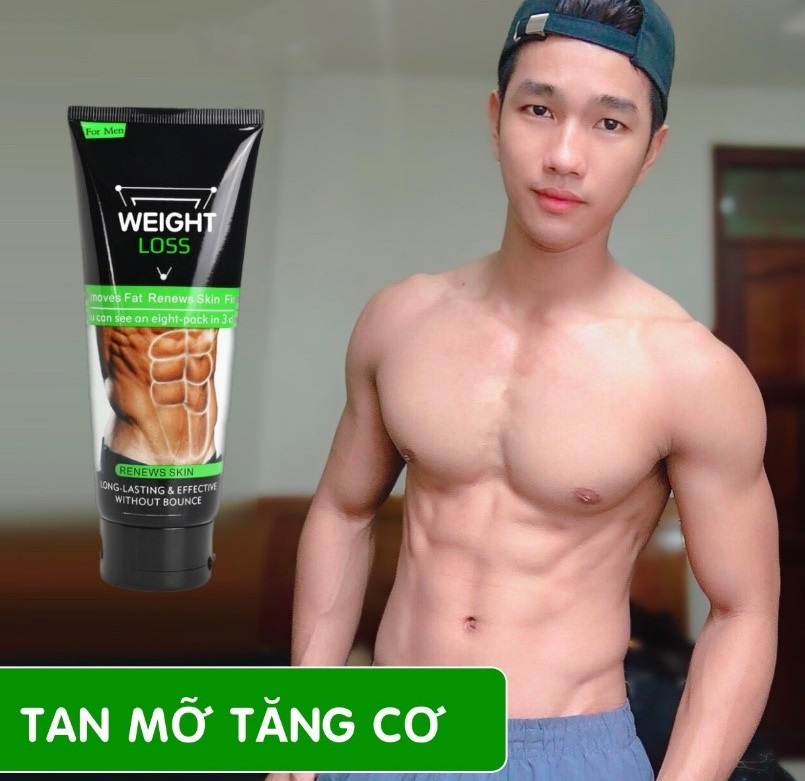 For Men
WEIGHT
LOSS
moves Fat Renews Skin
can see an eight-pack in 3
RENEWS SKIN
LONG-LASTING & EFFECTIVE
WITHOUT BOUNCE
TAN MỠ TĂNG CƠ